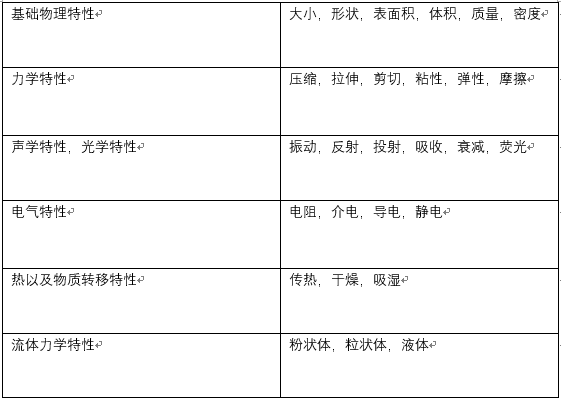 基础物理特性
大小，形状，表面积，体积，质量，密度
力学特性
压缩，拉伸，剪切，粘性，弹性，摩擦
声学特性，光学特性
振动，反射，投射，吸收，衰减，荧光
电气特性
电阻，介电，导电，静电
热以及物质转移特性
传热，干燥，吸湿
流体力学特性
粉状体，粒状体，液体